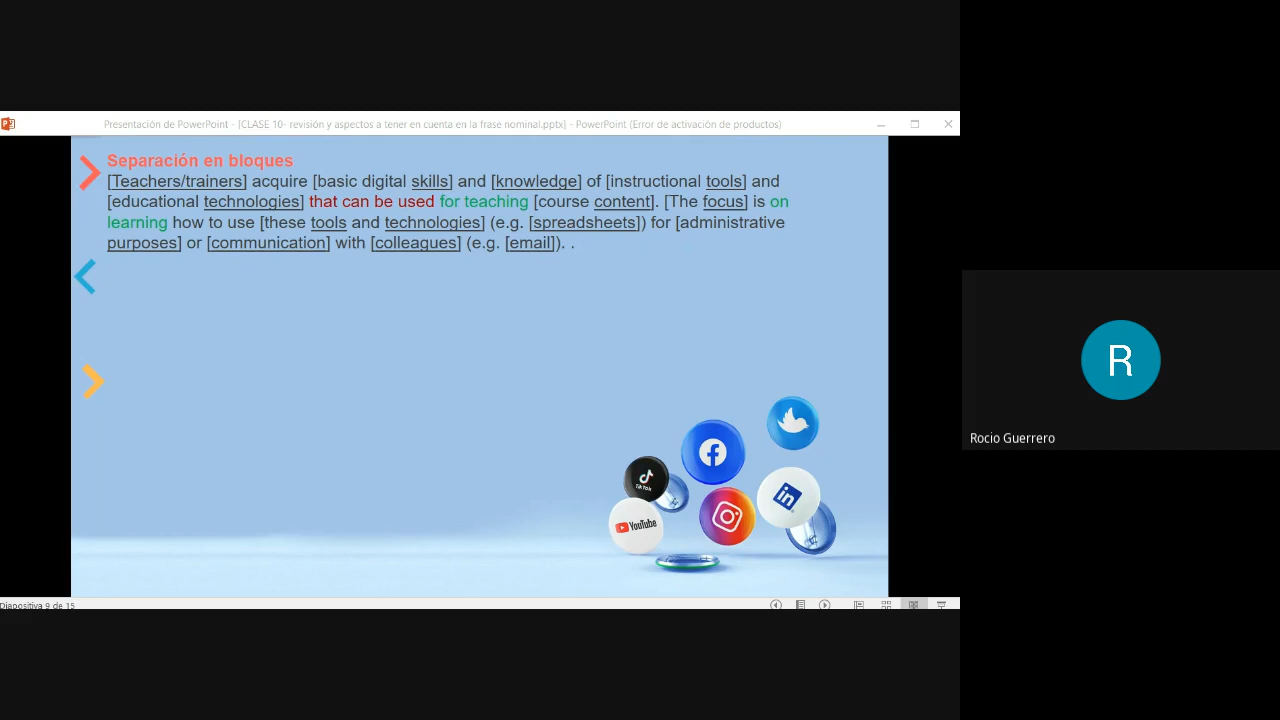 Presentación de PowerPoint - [CLASE 10- revisión y aspectos a tener en cuenta en la frase nominal.pptx] - PowerPoint (Error de activación de productos)
Separación en bloques
[Teachers/trainers] acquire [basic digital skills] and [knowledge] of [instructional tools] and
[educational technologies] that can be used for teaching [course content]. [The focus] is on
learning how to use [these tools and technologies] (e.g. [spreadsheets]) for [administrative
purposes] or [communication] with [colleagues] (e.g. [email]). .
R
Rocio Guerrero
TikTok
YouTube
in
Diapositiva 9 de 15